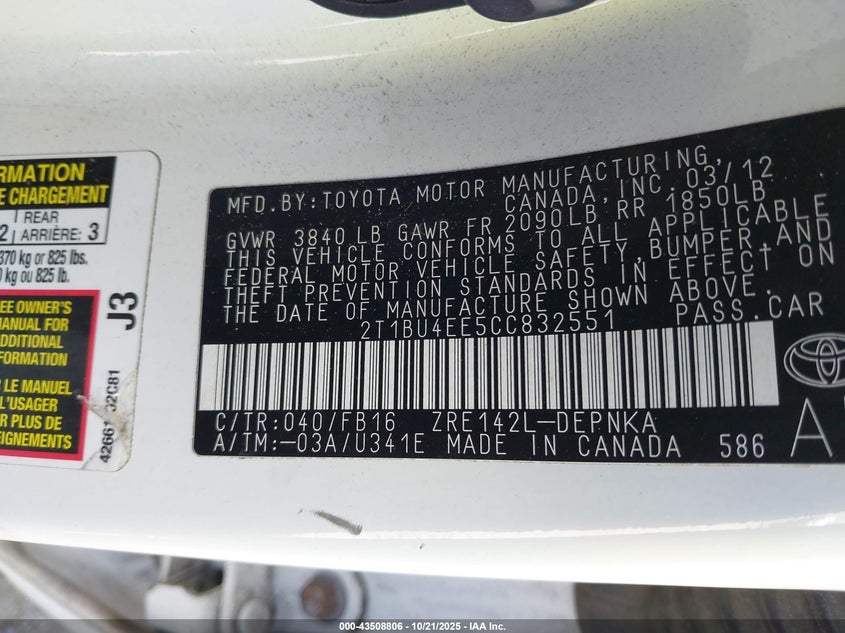 RMATION
E CHARGEMENT
REAR
2 ARRIÈRE: 3
370 kg or 825 lbs.
kg ou 825 lb.
EE OWNER'S
MANUAL FOR
ADDITIONAL
NFORMATION
LE MANUEL
L'USAGER
R PLUS DE
SEIGNEMENTS
J3
MFD. BY: TOYOTA MOTOR MANUFACTURING,
CANADA, INC. 03/12
GVWR 3840 LB GAWR FR 2090LB RR 1850LB
THIS VEHICLE CONFORMS TO ALL APPLICABLE
FEDERAL MOTOR VEHICLE SAFETY, BUMPER, AND
THEFT PREVENTION STANDARDS IN EFFECT ON
THE DATE OF MANUFACTURE SHOWN ABOVE.
2T1BU4EE5CC832551 PASS. CAR
C/TR: 040/FB16 ZRE142L-DEPNKA
A/TM: -03A/U341E MADE IN CANADA 586
000-43508806 - 10/21/2025 - IAA Inc.